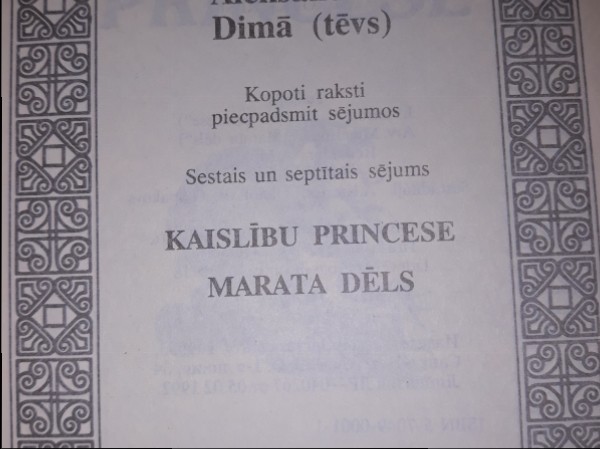 Dimā (tēvs)
Kopoti raksti
piecpadsmit sējumos
Sestais un septītais sējums
KAISLĪBU PRINCESE
MARATA DĒLS